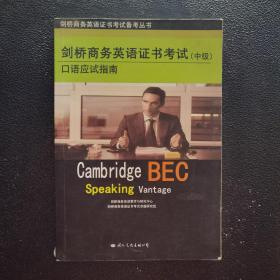 剑桥商务英语证书考试备考丛书
剑桥商务英语证书考试(中级)
口语应试指南
Cambridge BEC
Speaking Vantage